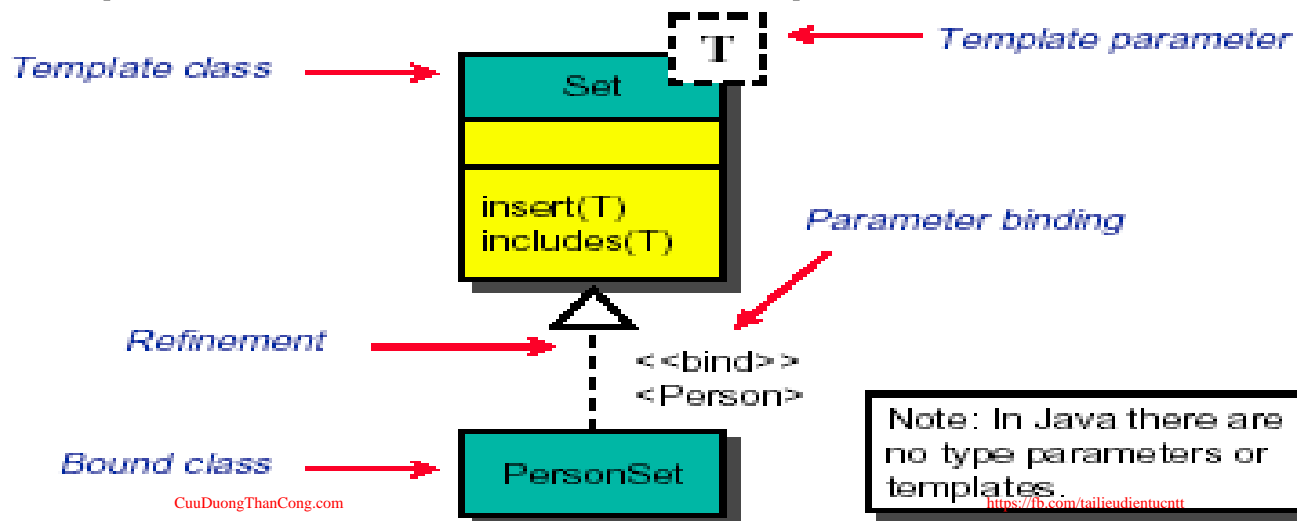 Template parameter
T
Template class
Set
insert(T)
includes(T)
Parameter binding
Refinement
<<bind>>
<Person>
Note: In Java there are
no type parameters or
templates.
Bound class
PersonSet
CuuDuongThanCong.com
https://fb.com/tailieudientucntt